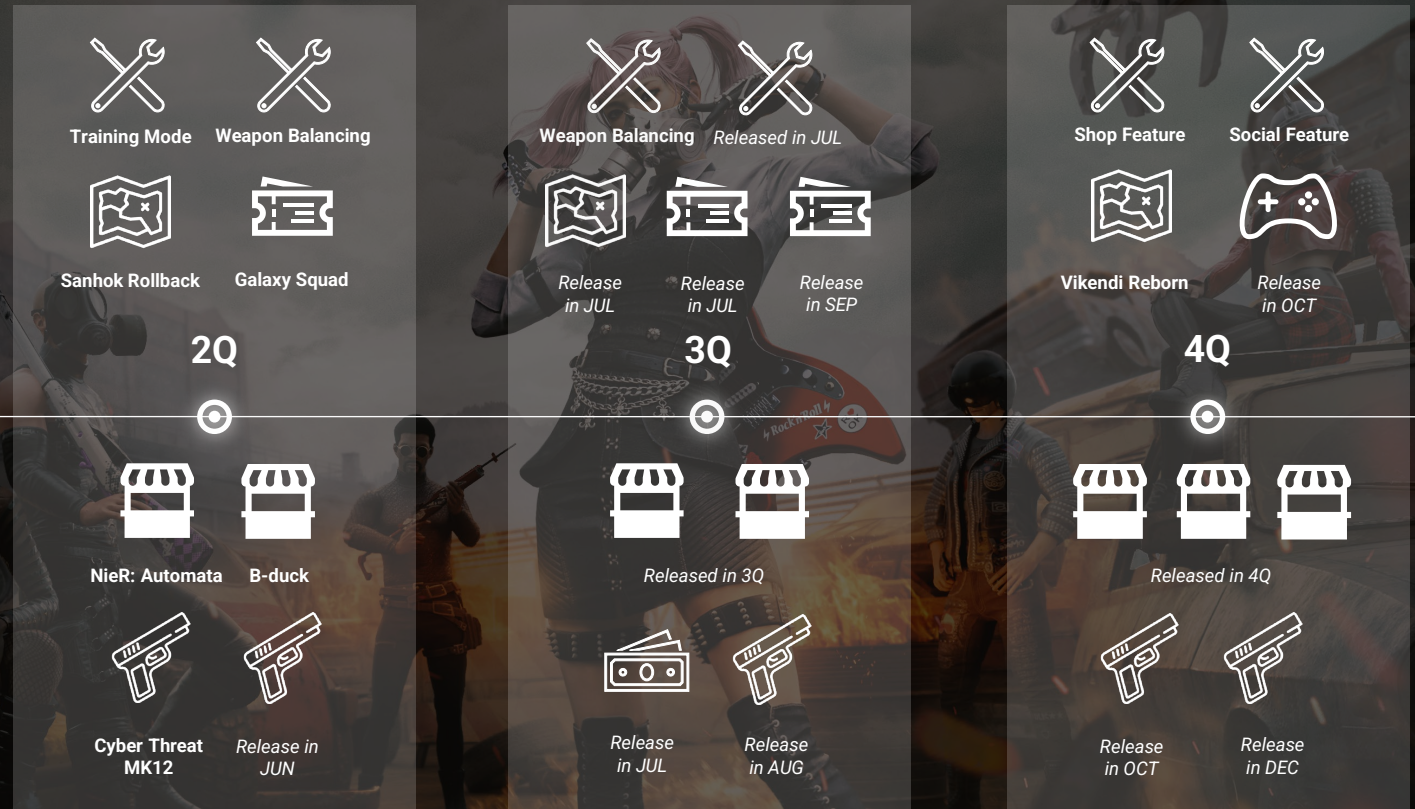 Training Mode
Weapon Balancing
Sanhok Rollback
Galaxy Squad
2Q
NieR: Automata
B-duck
Cyber Threat
MK12
Release in
JUN
Weapon Balancing
Released in JUL
Release
in JUL
Release
in JUL
Release
in SEP
3Q
Rock'n'Roll
Released in 3Q
Release
in JUL
Release
in AUG
Shop Feature
Social Feature
Vikendi Reborn
Release
in OCT
4Q
Released in 4Q
Release
in OCT
Release
in DEC